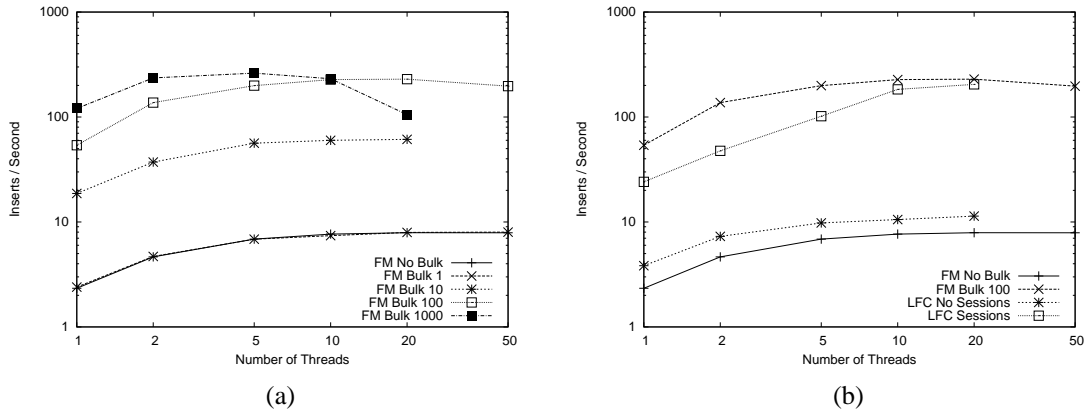 1000
100
10
1
1 2 5 10 20 50
Inserts / Second
Number of Threads
FM No Bulk
FM Bulk 1
FM Bulk 10
FM Bulk 100
FM Bulk 1000
(a)
1000
100
10
1
1 2 5 10 20 50
Inserts / Second
Number of Threads
FM No Bulk
FM Bulk 100
LFC No Sessions
LFC Sessions
(b)